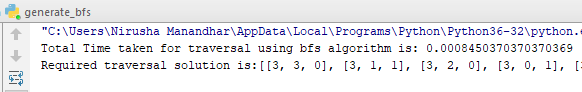 generate_bfs
"C:\Users\Nirusha Manandhar\AppData\Local\Programs\Python\Python36-32\python.e
Total Time taken for traversal using bfs algorithm is: 0.0008450370370370369
Required traversal solution is:[[3, 3, 0], [3, 1, 1], [3, 2, 0], [3, 0, 1], [